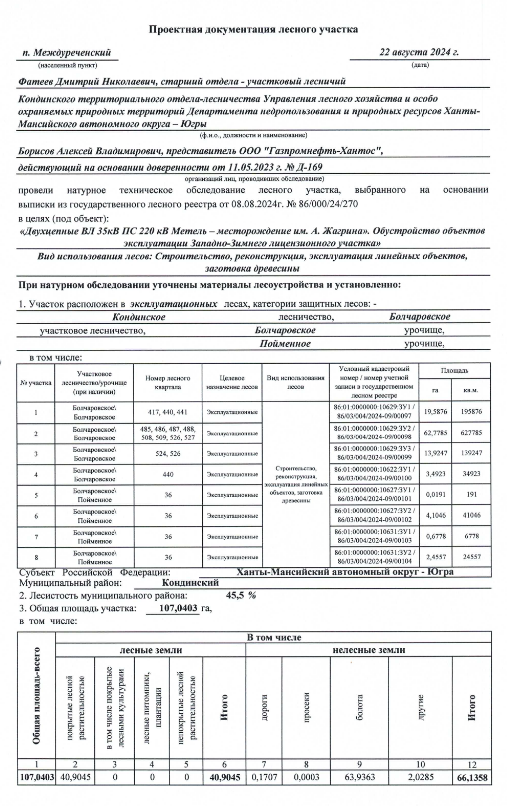 Проектная документация лесного участка
п. Междуреченский 22 августа 2024 г.
(населенный пункт) (дата)
Фатеев Дмитрий Николаевич, старший отдела - участковый лесничий
Кондинского территориального отдела-лесничества Управления лесного хозяйства и особо
охраняемых природных территорий Департамента недропользования и природных ресурсов Ханты-
Мансийского автономного округа – Югры
(ф.и.о., должности и наименование)
Борисов Алексей Владимирович, представитель ООО "Газпромнефть-Хантос",
действующий на основании доверенности от 11.05.2023 г. № Д-169
организаций лиц, проводивших обследование)
провели натурное техническое обследование лесного участка, выбранного на основании
выписки из государственного лесного реестра от 08.08.2024г. № 86/000/24/270
в целях (под объект):
«Двухцепные ВЛ 35кВ ПС 220 кВ Метель – месторождение им. А. Жагрина». Обустройство объектов
эксплуатации Западно-Зимнего лицензионного участка»
Вид использования лесов: Строительство, реконструкция, эксплуатация линейных объектов,
заготовка древесины
При натурном обследовании уточнены материалы лесоустройства и установлено:
1. Участок расположен в эксплуатационных лесах, категории защитных лесов: -
Кондинское лесничество, Болчаровское
участковое лесничество, Болчаровское урочище,
Пойменное урочище,
в том числе:
№ участка Участковое лесничество/урочище (при наличии) Номер лесного квартала Целевое назначение лесов Вид использования лесов Условный кадастровый номер / номер учетной записи в государственном лесном реестре Площадь
га кв.м.
1 Болчаровское\ Болчаровское 417, 440, 441 Эксплуатационные 86:01:0000000:10629:ЗУ1 / 86/03/004/2024-09/00097 19,5876 195876
2 Болчаровское\ Болчаровское 485, 486, 487, 488, 508, 509, 526, 527 Эксплуатационные 86:01:0000000:10629:ЗУ2 / 86/03/004/2024-09/00098 62,7785 627785
3 Болчаровское\ Болчаровское 524, 526 Эксплуатационные 86:01:0000000:10629:ЗУ3 / 86/03/004/2024-09/00099 13,9247 139247
4 Болчаровское\ Болчаровское 440 Эксплуатационные Строительство, реконструкция, эксплуатация линейных объектов, заготовка древесины 86:01:0000000:10622:ЗУ1 / 86/03/004/2024-09/00100 3,4923 34923
5 Болчаровское\ Пойменное 36 Эксплуатационные 86:01:0000000:10627:ЗУ1 / 86/03/004/2024-09/00101 0,0191 191
6 Болчаровское\ Пойменное 36 Эксплуатационные 86:01:0000000:10627:ЗУ2 / 86/03/004/2024-09/00102 4,1046 41046
7 Болчаровское\ Пойменное 36 Эксплуатационные 86:01:0000000:10631:ЗУ1 / 86/03/004/2024-09/00103 0,6778 6778
8 Болчаровское\ Пойменное 36 Эксплуатационные 86:01:0000000:10631:ЗУ2 / 86/03/004/2024-09/00104 2,4557 24557
Субъект Российской Федерации: Ханты-Мансийский автономный округ - Югра
Муниципальный район: Кондинский
2. Лесистость муниципального района: 45,5 %
3. Общая площадь участка: 107,0403 га,
в том числе:
Общая площадь-всего В том числе
лесные земли нелесные земли
покрытые лесной растительностью в том числе покрытые лесными культурами лесные питомники, плантации непокрытые лесной растительностью Итого дороги просеки болота другие Итого
1 2 3 4 5 6 7 8 9 10 12
107,0403 40,9045 0 0 0 40,9045 0,1707 0,0003 63,9363 2,0285 66,1358